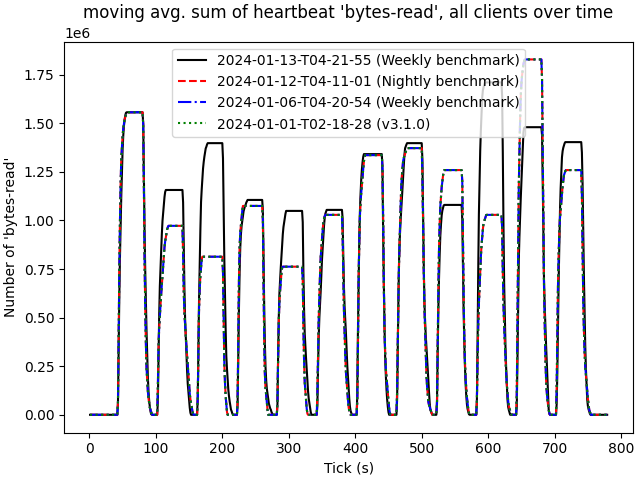 moving avg. sum of heartbeat 'bytes-read', all clients over time
1e6
2024-01-13-T04-21-55 (Weekly benchmark)
2024-01-12-T04-11-01 (Nightly benchmark)
2024-01-06-T04-20-54 (Weekly benchmark)
2024-01-01-T02-18-28 (v3.1.0)
1.75
1.50
1.25
1.00
0.75
0.50
0.25
0.00
Number of 'bytes-read'
0 100 200 300 400 500 600 700 800
Tick (s)